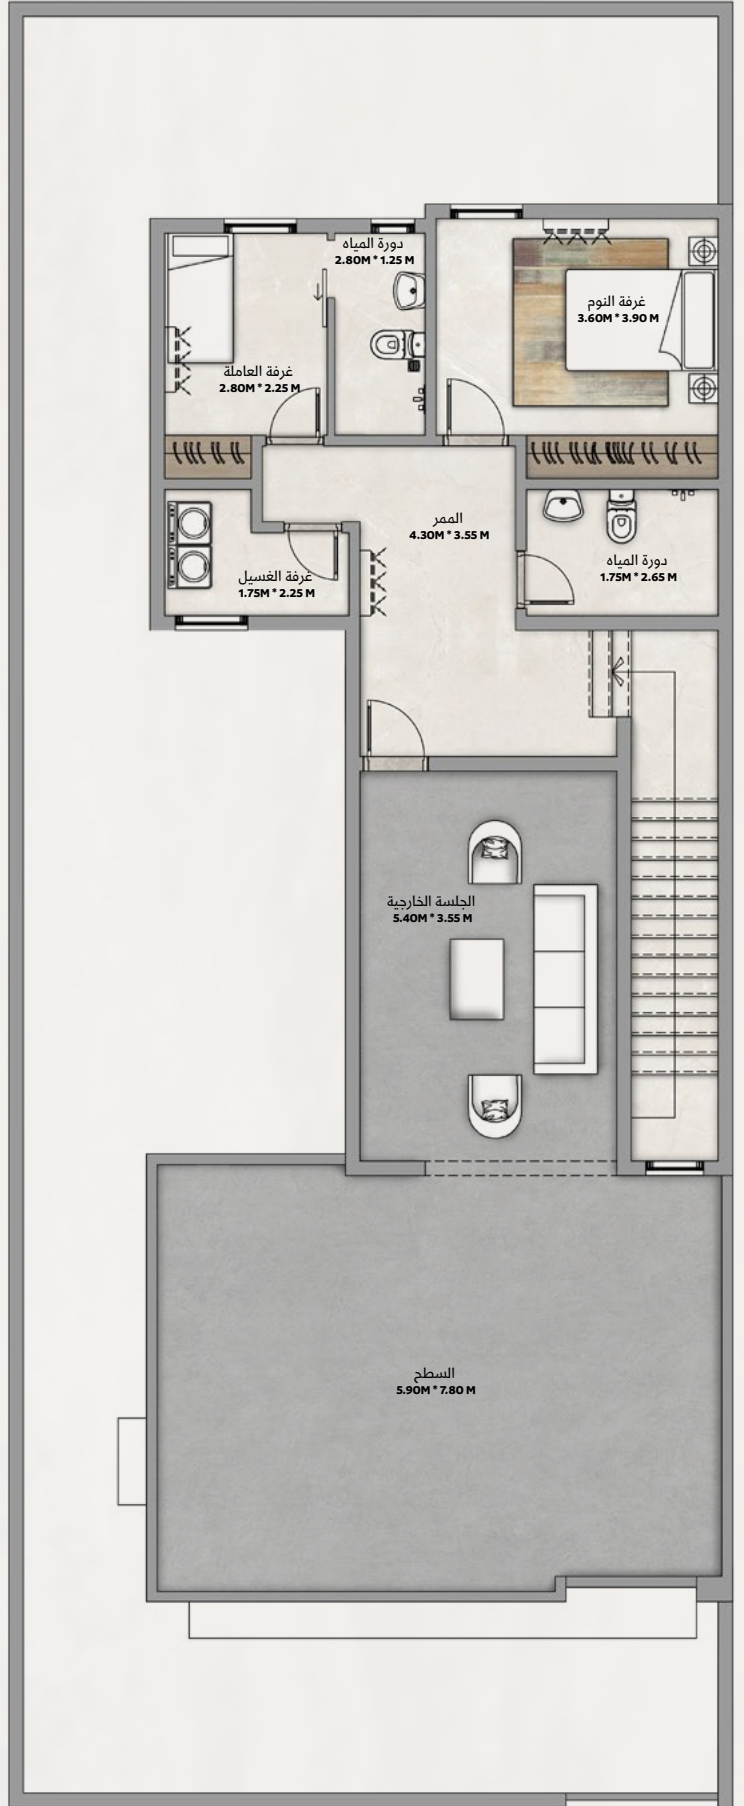 دورة المياه
2.80M * 1.25 M
غرفة النوم
3.60M * 3.90 M
غرفة العاملة
2.80M * 2.25 M
الممر
4.30M * 3.55 M
دورة المياه
1.75M * 2.65 M
غرفة الغسيل
1.75M * 2.25 M
الجلسة الخارجية
5.40M * 3.55 M
السطح
5.90M * 7.80 M